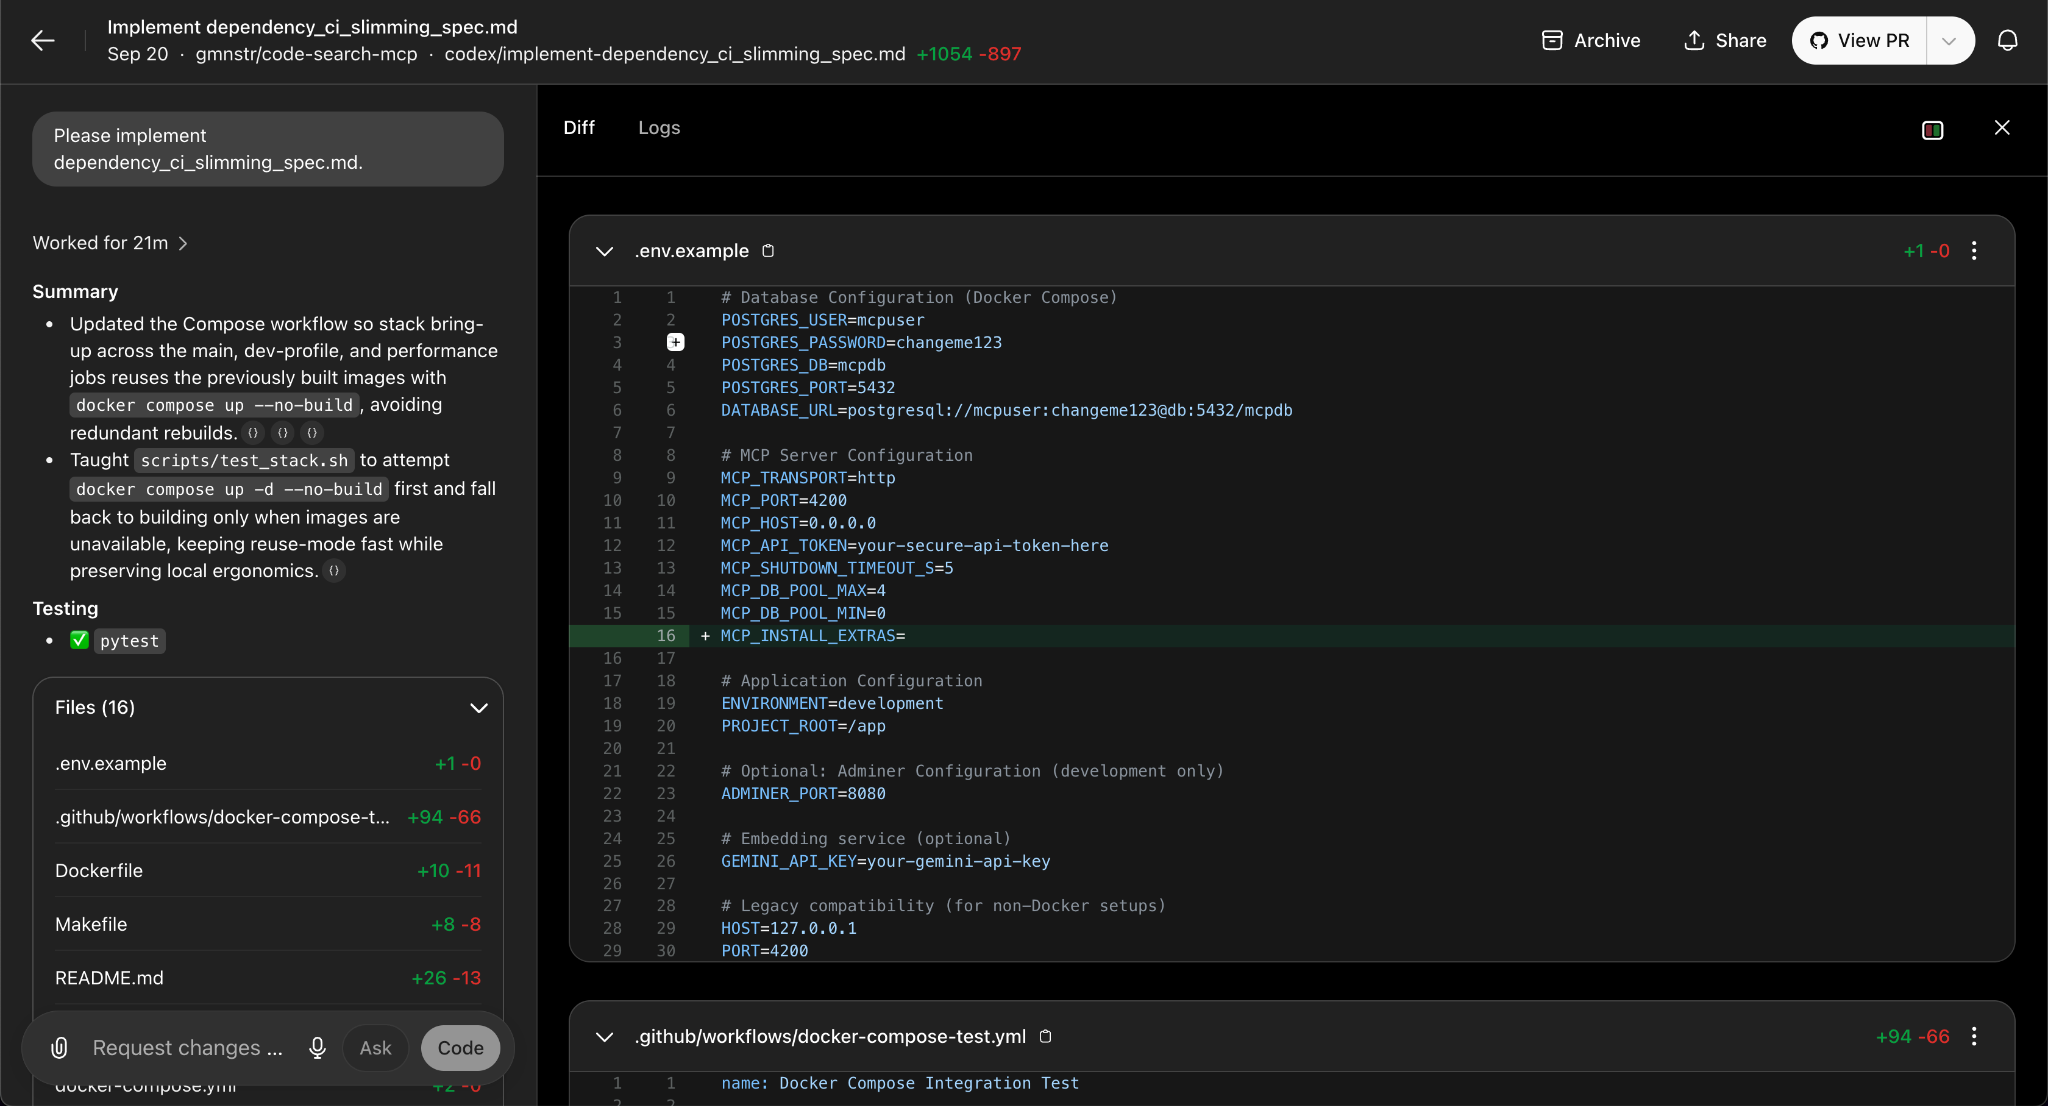 Implement dependency_ci_slimming_spec.md
Sep 20 · gmnstr/code-search-mcp · codex/implement-dependency_ci_slimming_spec.md +1054 -897
Archive
Share
View PR
Please implement
dependency_ci_slimming_spec.md.
Worked for 21m
Summary
• Updated the Compose workflow so stack bring-
up across the main, dev-profile, and performance
jobs reuses the previously built images with
docker compose up --no-build, avoiding
redundant rebuilds. {} {} {}
• Taught scripts/test_stack.sh to attempt
docker compose up -d --no-build first and fall
back to building only when images are
unavailable, keeping reuse-mode fast while
preserving local ergonomics. {}
Testing
• ✅ pytest
Files (16)
.env.example +1 -0
.github/workflows/docker-compose-t... +94 -66
Dockerfile +10 -11
Makefile +8 -8
README.md +26 -13
Request changes ...
Ask
Code
docker-compose.yml +2 -0
Diff
Logs
.env.example +1 -0
1 1 # Database Configuration (Docker Compose)
2 2 POSTGRES_USER=mcpuser
3 + POSTGRES_PASSWORD=changeme123
4 4 POSTGRES_DB=mcpdb
5 5 POSTGRES_PORT=5432
6 6 DATABASE_URL=postgresql://mcpuser:changeme123@db:5432/mcpdb
7 7
8 8 # MCP Server Configuration
9 9 MCP_TRANSPORT=http
10 10 MCP_PORT=4200
11 11 MCP_HOST=0.0.0.0
12 12 MCP_API_TOKEN=your-secure-api-token-here
13 13 MCP_SHUTDOWN_TIMEOUT_S=5
14 14 MCP_DB_POOL_MAX=4
15 15 MCP_DB_POOL_MIN=0
16 + MCP_INSTALL_EXTRAS=
16 17
17 18 # Application Configuration
18 19 ENVIRONMENT=development
19 20 PROJECT_ROOT=/app
20 21
21 22 # Optional: Adminer Configuration (development only)
22 23 ADMINER_PORT=8080
23 24
24 25 # Embedding service (optional)
25 26 GEMINI_API_KEY=your-gemini-api-key
26 27
27 28 # Legacy compatibility (for non-Docker setups)
28 29 HOST=127.0.0.1
29 30 PORT=4200
.github/workflows/docker-compose-test.yml +94 -66
1 1 name: Docker Compose Integration Test
2 2